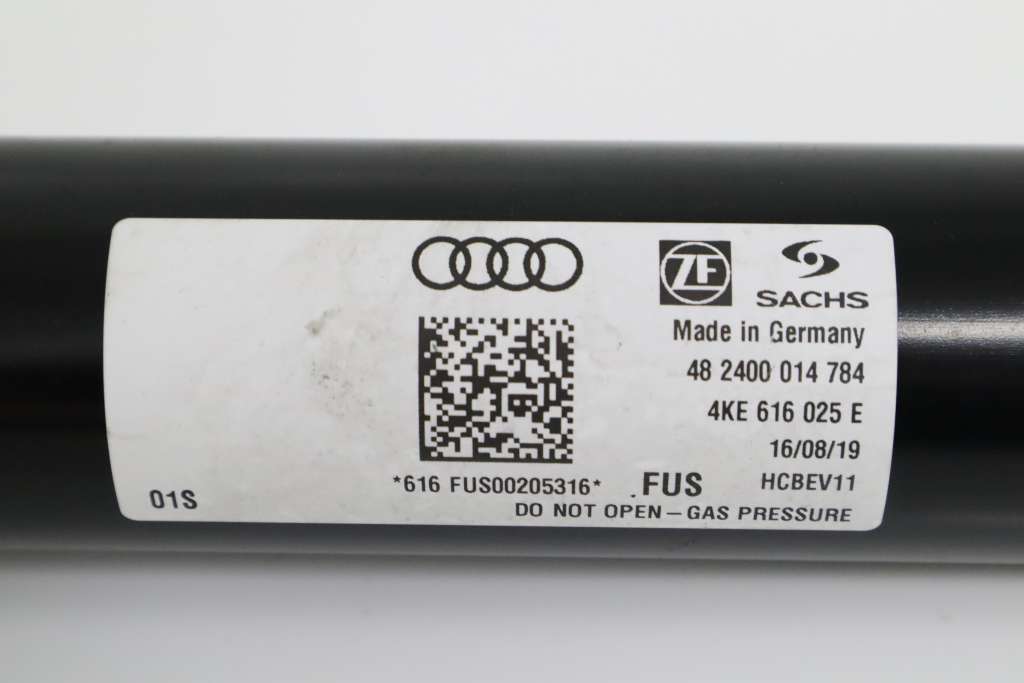 ZF
SACHS
Made in Germany
48 2400 014 784
4KE 616 025 E
16/08/19
*616 FUS00205316* .FUS HCBEV11
01S
DO NOT OPEN – GAS PRESSURE